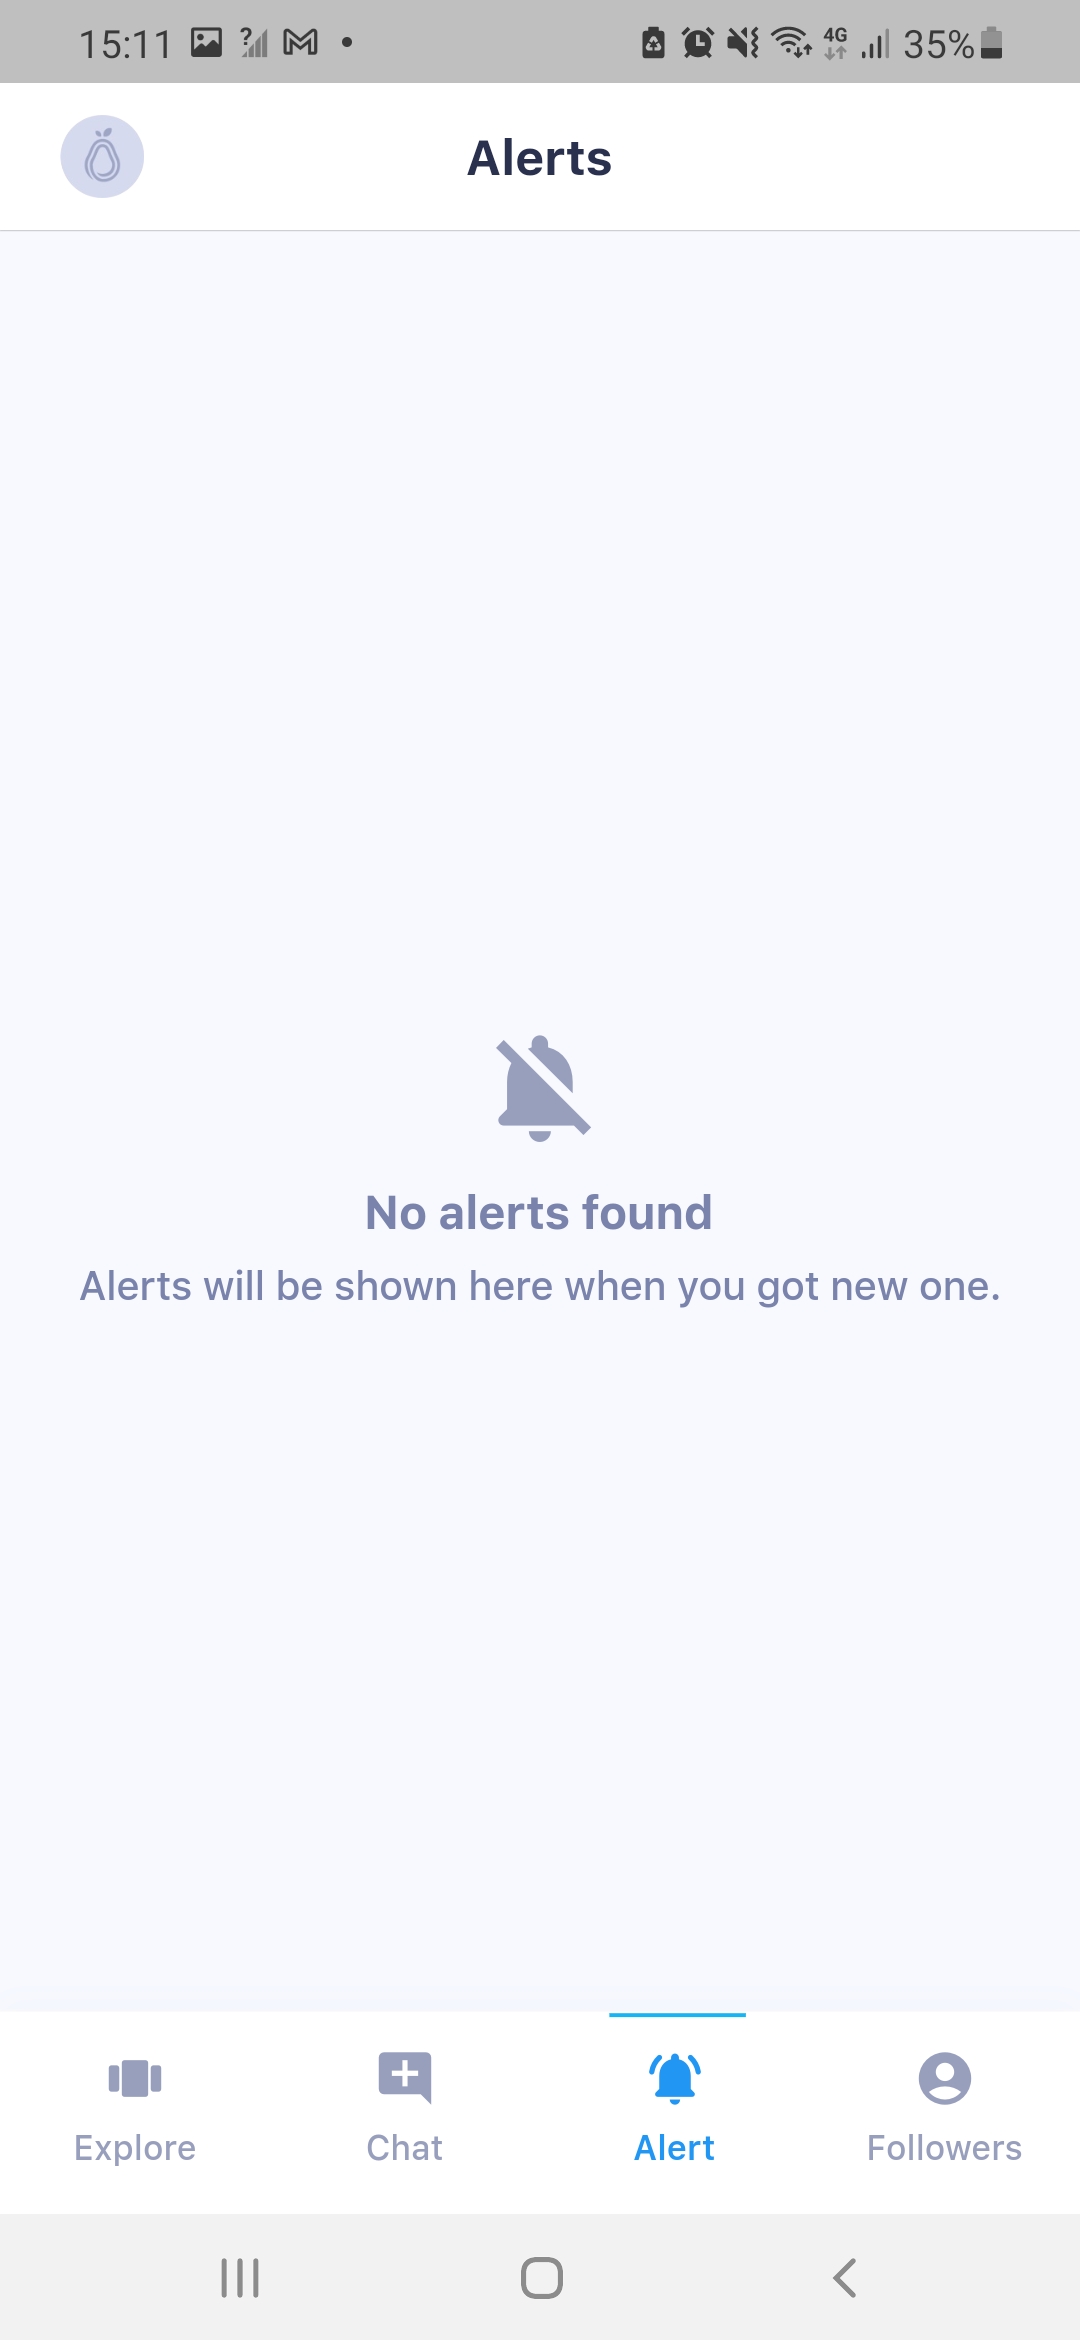 15:11 ? 4G 35%
Alerts
No alerts found
Alerts will be shown here when you got new one.
Explore Chat Alert Followers